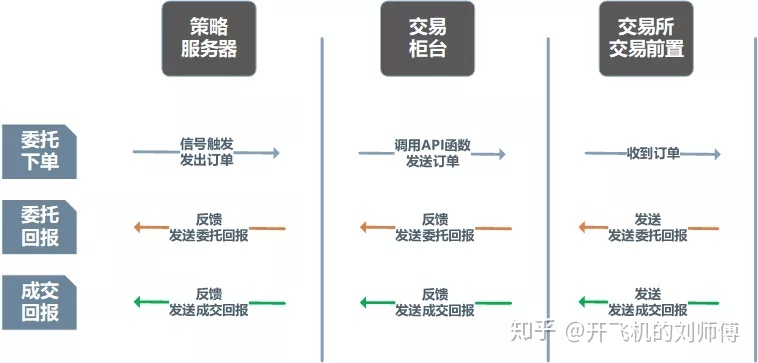 策略
服务器
交易
柜台
交易所
交易前置
委托
下单
信号触发
发出订单
调用API函数
发送订单
收到订单
委托
回报
反馈
发送委托回报
反馈
发送委托回报
发送
发送委托回报
成交
回报
反馈
发送成交回报
反馈
发送成交回报
发送
发送成交回报
知乎 @开飞机的刘师傅